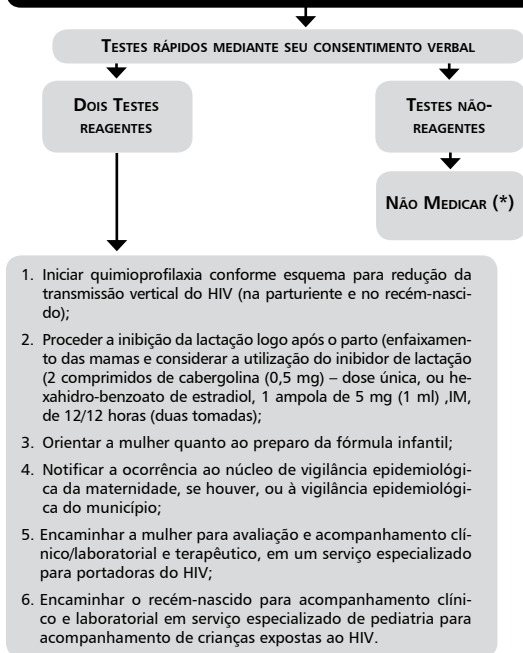 TESTES RÁPIDOS MEDIANTE SEU CONSENTIMENTO VERBAL
DOIS TESTES
REAGENTES
TESTES NÃO-
REAGENTES
NÃO MEDICAR (*)
1. Iniciar quimioprofilaxia conforme esquema para redução da
transmissão vertical do HIV (na parturiente e no recém-nasci-
do);
2. Proceder a inibição da lactação logo após o parto (enfaixamen-
to das mamas e considerar a utilização do inibidor de lactação
(2 comprimidos de cabergolina (0,5 mg) – dose única, ou he-
xahidro-benzoato de estradiol, 1 ampola de 5 mg (1 ml) ,IM,
de 12/12 horas (duas tomadas);
3. Orientar a mulher quanto ao preparo da fórmula infantil;
4. Notificar a ocorrência ao núcleo de vigilância epidemiológi-
ca da maternidade, se houver, ou à vigilância epidemiológi-
ca do município;
5. Encaminhar a mulher para avaliação e acompanhamento clí-
nico/laboratorial e terapêutico, em um serviço especializado
para portadoras do HIV;
6. Encaminhar o recém-nascido para acompanhamento clíni-
co e laboratorial em serviço especializado de pediatria para
acompanhamento de crianças expostas ao HIV.